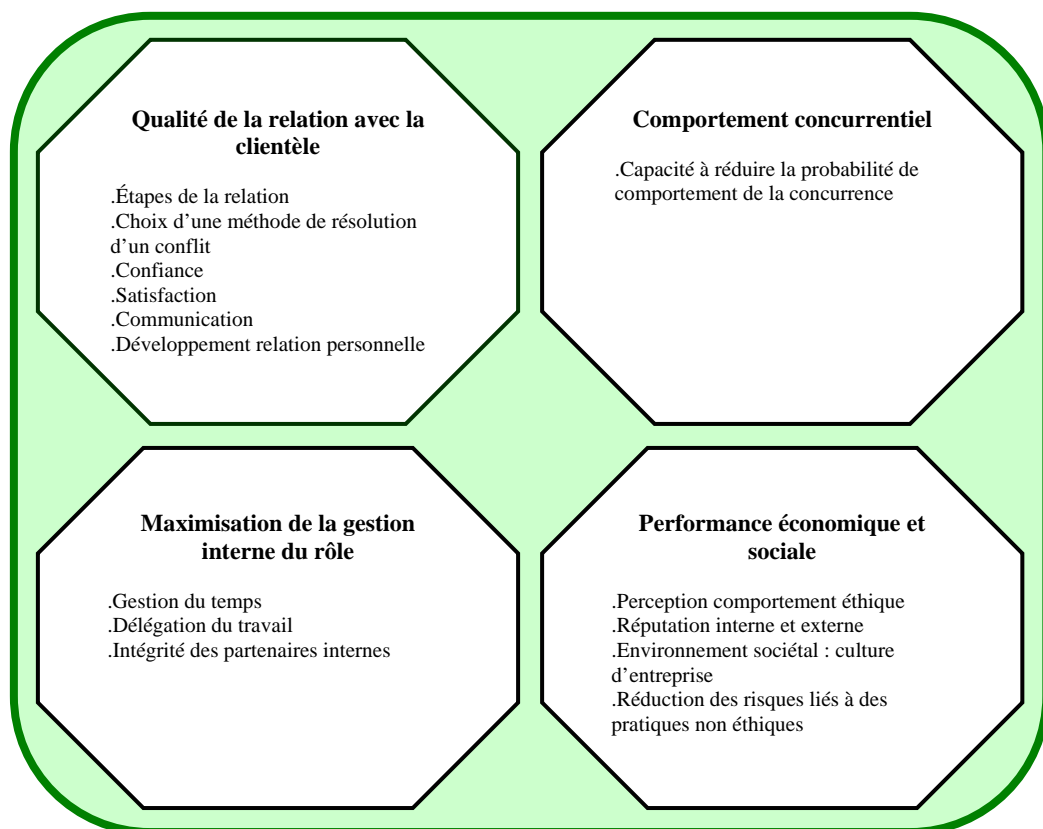 Qualité de la relation avec la
clientèle
.Étapes de la relation
.Choix d’une méthode de résolution
d’un conflit
.Confiance
.Satisfaction
.Communication
.Développement relation personnelle
Comportement concurrentiel
.Capacité à réduire la probabilité de
comportement de la concurrence
Maximisation de la gestion
interne du rôle
.Gestion du temps
.Délégation du travail
.Intégrité des partenaires internes
Performance économique et
sociale
.Perception comportement éthique
.Réputation interne et externe
.Environnement sociétal : culture
d’entreprise
.Réduction des risques liés à des
pratiques non éthiques